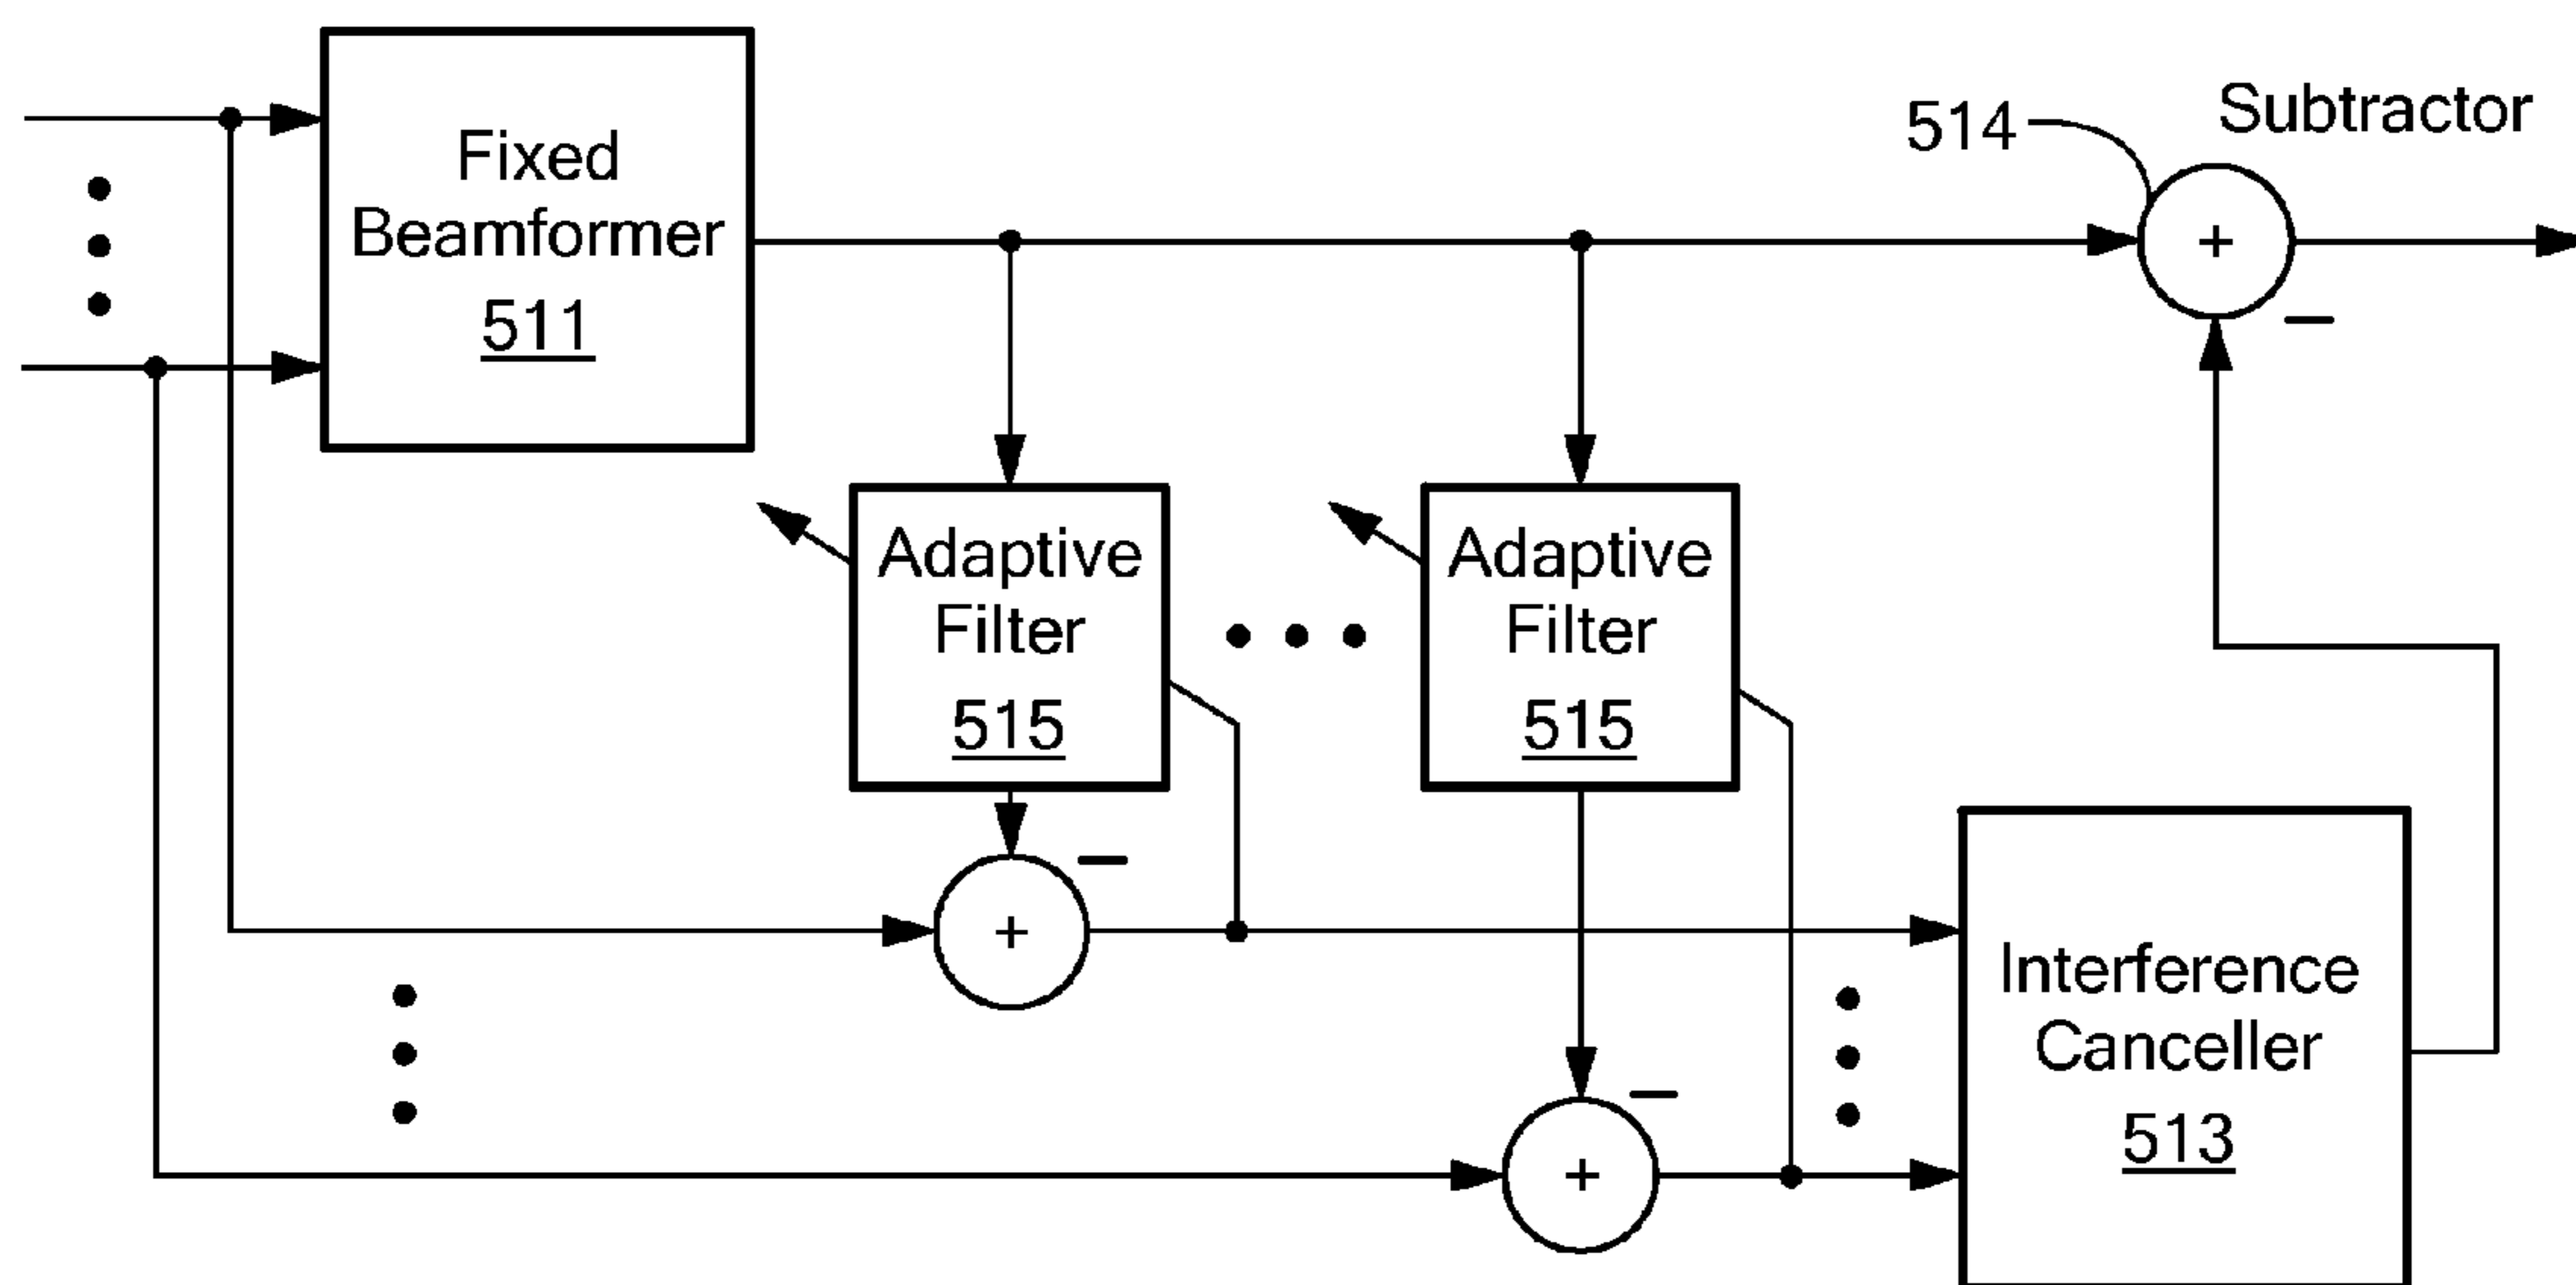 Fixed
Beamformer
511
514
Subtractor
+
−
Adaptive
Filter
515
Adaptive
Filter
515
−
+
−
+
Interference
Canceller
513